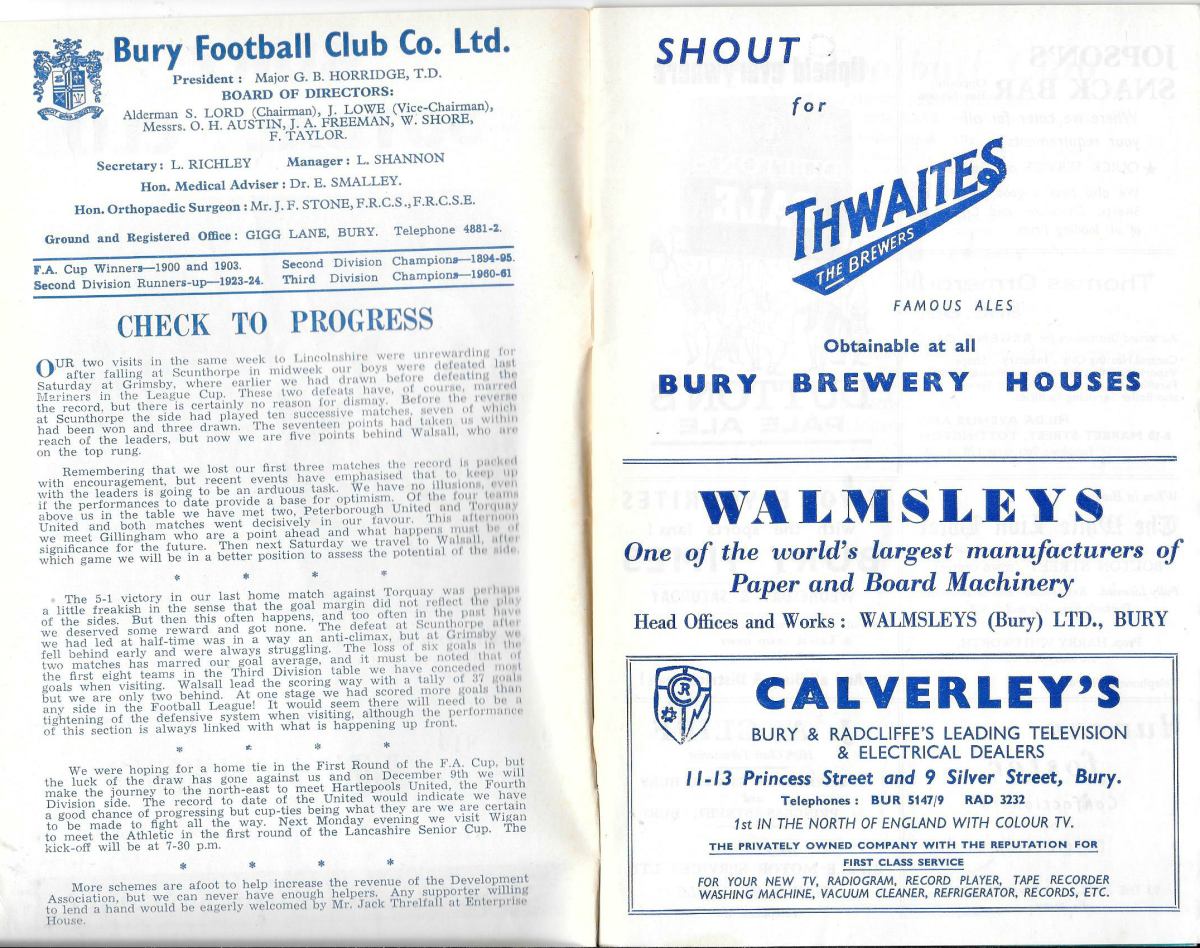 Bury Football Club Co. Ltd.
President : Major G. B. HORRIDGE, T.D.
BOARD OF DIRECTORS:
Alderman S. LORD (Chairman), J. LOWE (Vice-Chairman),
Messrs. O. H. AUSTIN, J. A. FREEMAN, W. SHORE,
F. TAYLOR.
Secretary : L. RICHLEY Manager : L. SHANNON
Hon. Medical Adviser : Dr. E. SMALLEY.
Hon. Orthopaedic Surgeon : Mr. J. F. STONE, F.R.C.S., F.R.C.S.E.
Ground and Registered Office : GIGG LANE, BURY. Telephone 4881-2.
F.A. Cup Winners—1900 and 1903. Second Division Champions—1894-95.
Second Division Runners-up—1923-24. Third Division Champions—1960-61
CHECK TO PROGRESS
OUR two visits in the same week to Lincolnshire were unrewarding for
after falling at Scunthorpe in midweek our boys were defeated last
Saturday at Grimsby, where earlier we had drawn before defeating the
Mariners in the League Cup. These two defeats have, of course, marred
the record, but there is certainly no reason for dismay. Before the reverse
at Scunthorpe the side had played ten successive matches, seven of which
had been won and three drawn. The seventeen points had taken us within
reach of the leaders, but now we are five points behind Walsall, who are
on the top rung.
Remembering that we lost our first three matches the record is packed
with encouragement, but recent events have emphasised that to keep up
with the leaders is going to be an arduous task. We have no illusions, even
if the performances to date provide a base for optimism. Of the four teams
above us in the table we have met two, Peterborough United and Torquay
United and both matches went decisively in our favour. This afternoon
we meet Gillingham who are a point ahead and what happens must be of
significance for the future. Then next Saturday we travel to Walsall, after
which game we will be in a better position to assess the potential of the side.
* * * *
The 5-1 victory in our last home match against Torquay was perhaps
a little freakish in the sense that the goal margin did not reflect the play
of the sides. But then this often happens, and too often in the past have
we deserved some reward and got none. The defeat at Scunthorpe after
we had led at half-time was in a way an anti-climax, but at Grimsby we
fell behind early and were always struggling. The loss of six goals in the
two matches has marred our goal average, and it must be noted that of
the first eight teams in the Third Division table we have conceded most
goals when visiting. Walsall lead the scoring way with a tally of 37 goals
but we are only two behind. At one stage we had scored more goals than
any side in the Football League! It would seem there will need to be a
tightening of the defensive system when visiting, although the performance
of this section is always linked with what is happening up front.
* * * *
We were hoping for a home tie in the First Round of the F.A. Cup, but
the luck of the draw has gone against us and on December 9th we will
make the journey to the north-east to meet Hartlepools United, the Fourth
Division side. The record to date of the United would indicate we have
a good chance of progressing but cup-ties being what they are we are certain
to be made to fight all the way. Next Monday evening we visit Wigan
to meet the Athletic in the first round of the Lancashire Senior Cup. The
kick-off will be at 7-30 p.m.
* * * *
More schemes are afoot to help increase the revenue of the Development
Association, but we can never have enough helpers. Any supporter willing
to lend a hand would be eagerly welcomed by Mr. Jack Threlfall at Enterprise
House.
SHOUT
for
THWAITES
THE BREWERS
FAMOUS ALES
Obtainable at all
BURY BREWERY HOUSES
WALMSLEYS
One of the world's largest manufacturers of
Paper and Board Machinery
Head Offices and Works : WALMSLEYS (Bury) LTD., BURY
R
CALVERLEY'S
BURY & RADCLIFFE'S LEADING TELEVISION
& ELECTRICAL DEALERS
11-13 Princess Street and 9 Silver Street, Bury.
Telephones : BUR 5147/9 RAD 3232
1st IN THE NORTH OF ENGLAND WITH COLOUR TV.
THE PRIVATELY OWNED COMPANY WITH THE REPUTATION FOR
FIRST CLASS SERVICE
FOR YOUR NEW TV, RADIOGRAM, RECORD PLAYER, TAPE RECORDER
WASHING MACHINE, VACUUM CLEANER, REFRIGERATOR, RECORDS, ETC.